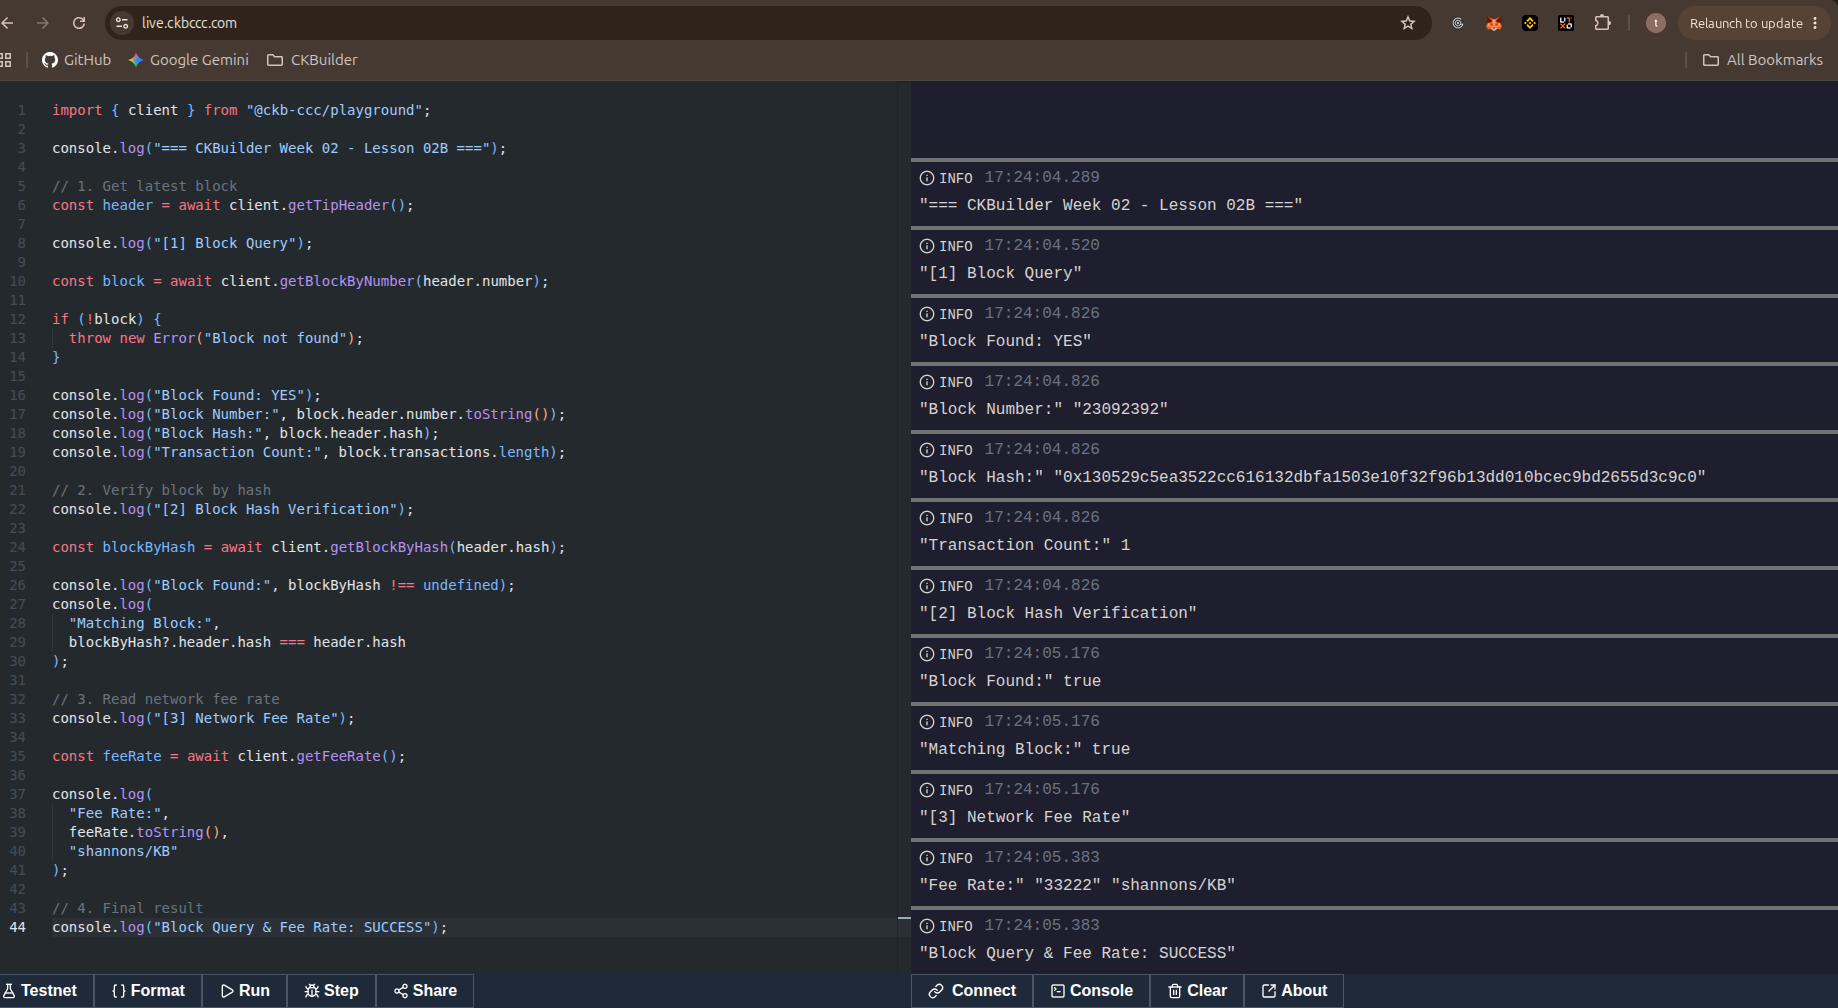 live.ckbccc.com
t
Relaunch to update
GitHub
Google Gemini
CKBuilder
All Bookmarks
1 import { client } from "@ckb-ccc/playground";
2
3 console.log("=== CKBuilder Week 02 - Lesson 02B ===");
4
5 // 1. Get latest block
6 const header = await client.getTipHeader();
7
8 console.log("[1] Block Query");
9
10 const block = await client.getBlockByNumber(header.number);
11
12 if (!block) {
13 throw new Error("Block not found");
14 }
15
16 console.log("Block Found: YES");
17 console.log("Block Number:", block.header.number.toString());
18 console.log("Block Hash:", block.header.hash);
19 console.log("Transaction Count:", block.transactions.length);
20
21 // 2. Verify block by hash
22 console.log("[2] Block Hash Verification");
23
24 const blockByHash = await client.getBlockByHash(header.hash);
25
26 console.log("Block Found:", blockByHash !== undefined);
27 console.log(
28 "Matching Block:",
29 blockByHash?.header.hash === header.hash
30 );
31
32 // 3. Read network fee rate
33 console.log("[3] Network Fee Rate");
34
35 const feeRate = await client.getFeeRate();
36
37 console.log(
38 "Fee Rate:",
39 feeRate.toString(),
40 "shannons/KB"
41 );
42
43 // 4. Final result
44 console.log("Block Query & Fee Rate: SUCCESS");
INFO 17:24:04.289
"=== CKBuilder Week 02 - Lesson 02B ==="
INFO 17:24:04.520
"[1] Block Query"
INFO 17:24:04.826
"Block Found: YES"
INFO 17:24:04.826
"Block Number:" "23092392"
INFO 17:24:04.826
"Block Hash:" "0x130529c5ea3522cc616132dbfa1503e10f32f96b13dd010bcec9bd2655d3c9c0"
INFO 17:24:04.826
"Transaction Count:" 1
INFO 17:24:04.826
"[2] Block Hash Verification"
INFO 17:24:05.176
"Block Found:" true
INFO 17:24:05.176
"Matching Block:" true
INFO 17:24:05.176
"[3] Network Fee Rate"
INFO 17:24:05.383
"Fee Rate:" "33222" "shannons/KB"
INFO 17:24:05.383
"Block Query & Fee Rate: SUCCESS"
Testnet
Format
Run
Step
Share
Connect
Console
Clear
About